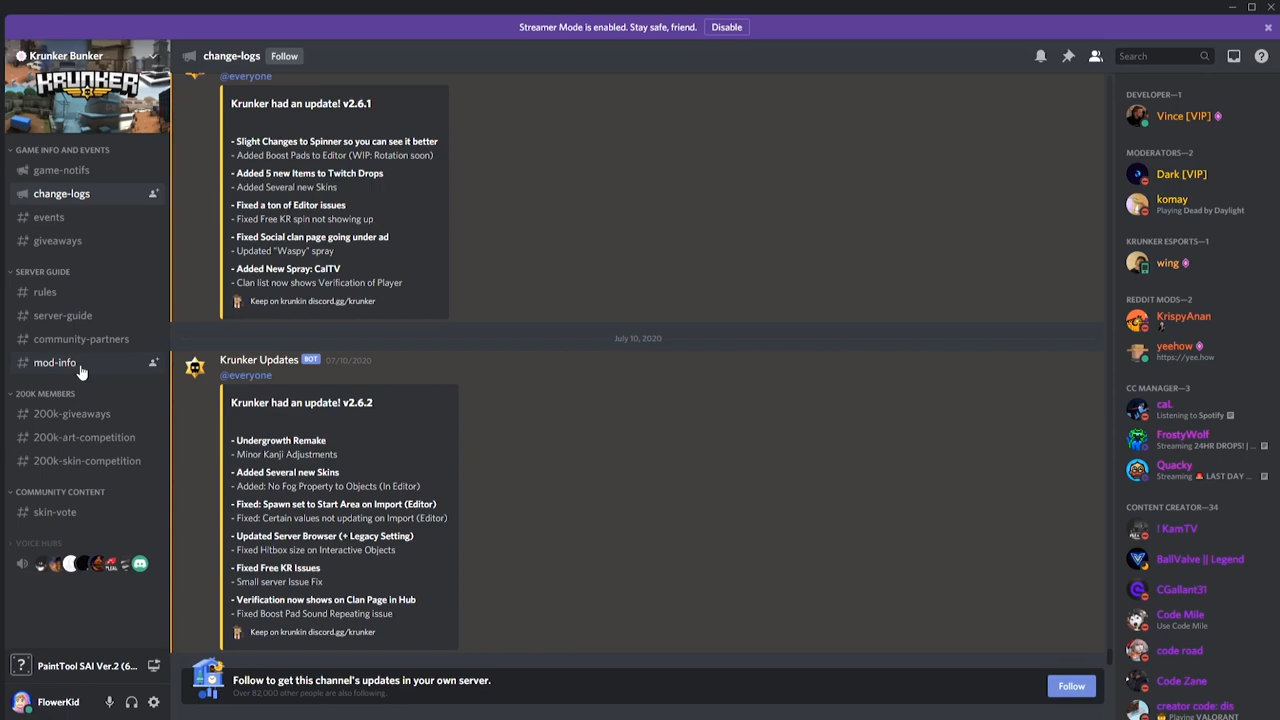 Streamer Mode is enabled. Stay safe, friend.
Disable
Krunker Bunker
KRUNKER
GAME INFO AND EVENTS
game-notifs
change-logs
events
giveaways
SERVER GUIDE
rules
server-guide
community-partners
mod-info
200K MEMBERS
200k-giveaways
200k-art-competition
200k-skin-competition
COMMUNITY CONTENT
skin-vote
VOICE HUBS
PaintTool SAI Ver.2 (6...
FlowerKid
change-logs
Follow
Search
@everyone
Krunker had an update! v2.6.1
- Slight Changes to Spinner so you can see it better
- Added Boost Pads to Editor (WIP: Rotation soon)
- Added 5 new Items to Twitch Drops
- Added Several new Skins
- Fixed a ton of Editor issues
- Fixed Free KR spin not showing up
- Fixed Social clan page going under ad
- Updated "Waspy" spray
- Added New Spray: CalTV
- Clan list now shows Verification of Player
Keep on krunkin discord.gg/krunker
July 10, 2020
Krunker Updates BOT 07/10/2020
@everyone
Krunker had an update! v2.6.2
- Undergrowth Remake
- Minor Kanji Adjustments
- Added Several new Skins
- Added: No Fog Property to Objects (In Editor)
- Fixed: Spawn set to Start Area on Import (Editor)
- Fixed: Certain values not updating on Import (Editor)
- Updated Server Browser (+ Legacy Setting)
- Fixed Hitbox size on Interactive Objects
- Fixed Free KR Issues
- Small server Issue Fix
- Verification now shows on Clan Page in Hub
- Fixed Boost Pad Sound Repeating issue
Keep on krunkin discord.gg/krunker
Follow to get this channel's updates in your own server.
Over 82,000 other people are also following.
Follow
DEVELOPER—1
Vince [VIP]
MODERATORS—2
Dark [VIP]
komay
Playing Dead by Daylight
KRUNKER ESPORTS—1
wing
REDDIT MODS—2
KrispyAnan
yeehow
https://yee.how
CC MANAGER—3
caL
Listening to Spotify
FrostyWolf
Streaming 24HR DROPS! | ...
Quacky
Streaming LAST DAY ...
CONTENT CREATOR—34
! KamTV
BallValve || Legend
CGallant31
Code Mile
Use Code Mile
code road
Code Zane
creator code: dis
Playing VALORANT